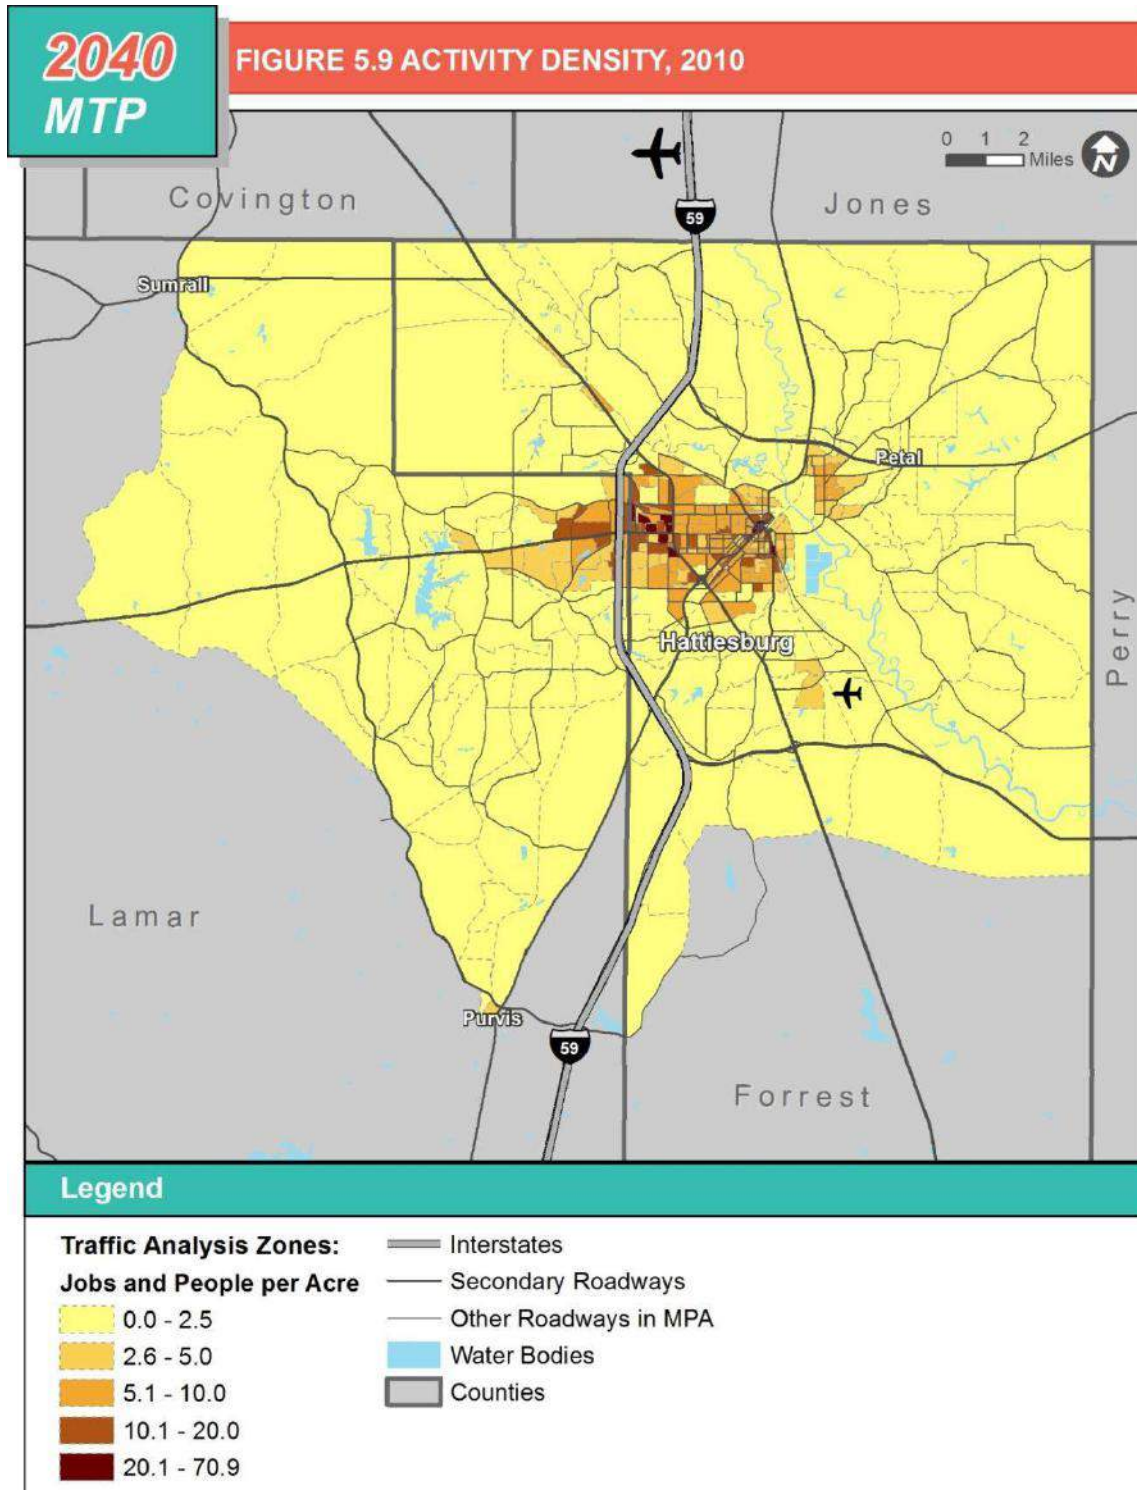 2040
MTP
FIGURE 5.9 ACTIVITY DENSITY, 2010
0 1 2
Miles
N
59
Covington
Jones
Sumrall
Petal
Hattiesburg
Perry
Lamar
Purvis
59
Forrest
Legend
Traffic Analysis Zones:
Jobs and People per Acre
0.0 - 2.5
2.6 - 5.0
5.1 - 10.0
10.1 - 20.0
20.1 - 70.9
Interstates
Secondary Roadways
Other Roadways in MPA
Water Bodies
Counties